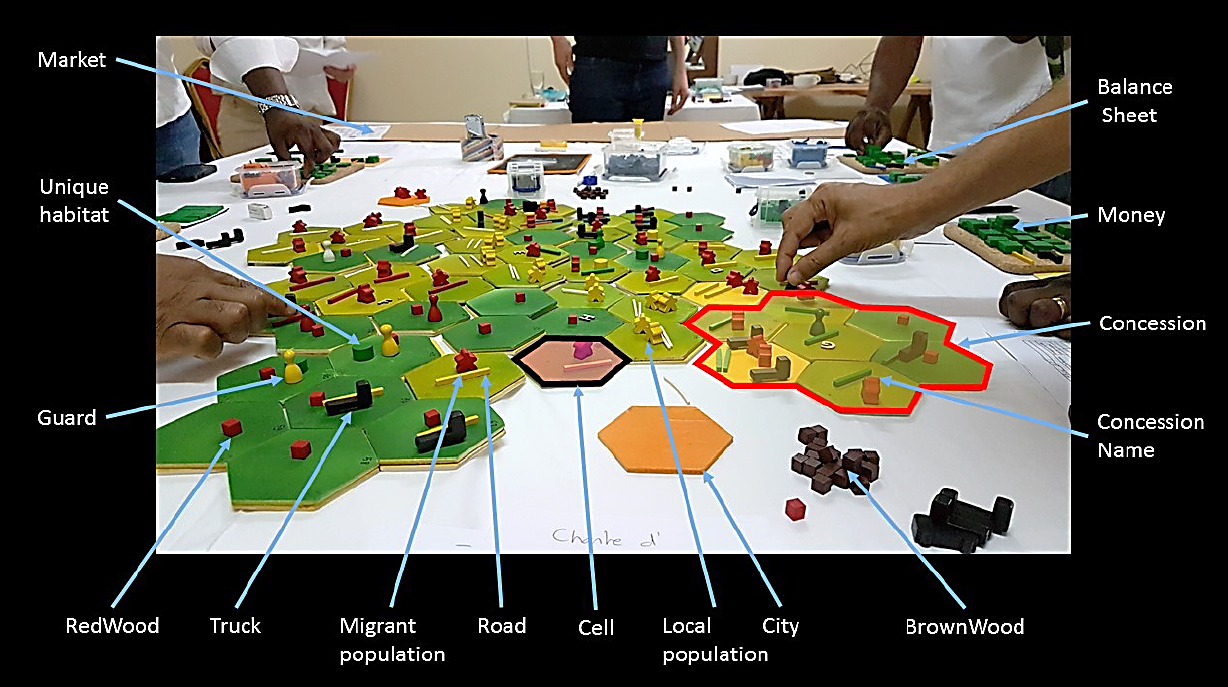 Market
Balance
Sheet
Unique
habitat
Money
Concession
Guard
Concession
Name
RedWood
Truck
Migrant
population
Road
Cell
Local
population
City
BrownWood